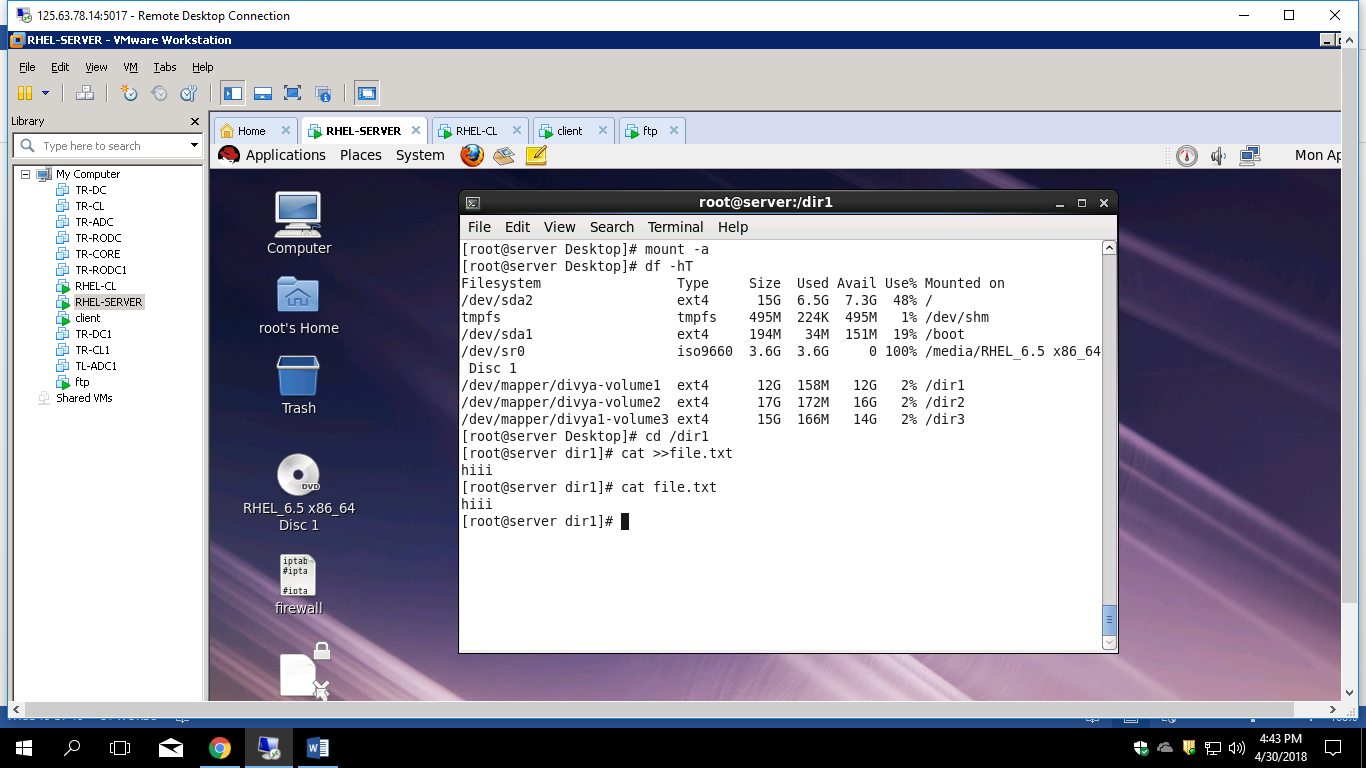 125.63.78.14:5017 - Remote Desktop Connection
RHEL-SERVER - VMware Workstation
File Edit View VM Tabs Help
Library
Type here to search
My Computer
TR-DC
TR-CL
TR-ADC
TR-RODC
TR-CORE
TR-RODC1
RHEL-CL
RHEL-SERVER
client
TR-DC1
TR-CL1
TL-ADC1
ftp
Shared VMs
Home RHEL-SERVER RHEL-CL client ftp
Applications Places System Mon Ap
Computer
root's Home
Trash
DVD
RHEL_6.5 x86_64
Disc 1
iptab
#ipta
#ipta
firewall
root@server:/dir1
File Edit View Search Terminal Help
[root@server Desktop]# mount -a
[root@server Desktop]# df -hT
Filesystem Type Size Used Avail Use% Mounted on
/dev/sda2 ext4 15G 6.5G 7.3G 48% /
tmpfs tmpfs 495M 224K 495M 1% /dev/shm
/dev/sda1 ext4 194M 34M 151M 19% /boot
/dev/sr0 iso9660 3.6G 3.6G 0 100% /media/RHEL_6.5 x86_64
Disc 1
/dev/mapper/divya-volume1 ext4 12G 158M 12G 2% /dir1
/dev/mapper/divya-volume2 ext4 17G 172M 16G 2% /dir2
/dev/mapper/divya1-volume3 ext4 15G 166M 14G 2% /dir3
[root@server Desktop]# cd /dir1
[root@server dir1]# cat >>file.txt
hiii
[root@server dir1]# cat file.txt
hiii
[root@server dir1]#
4:43 PM
4/30/2018